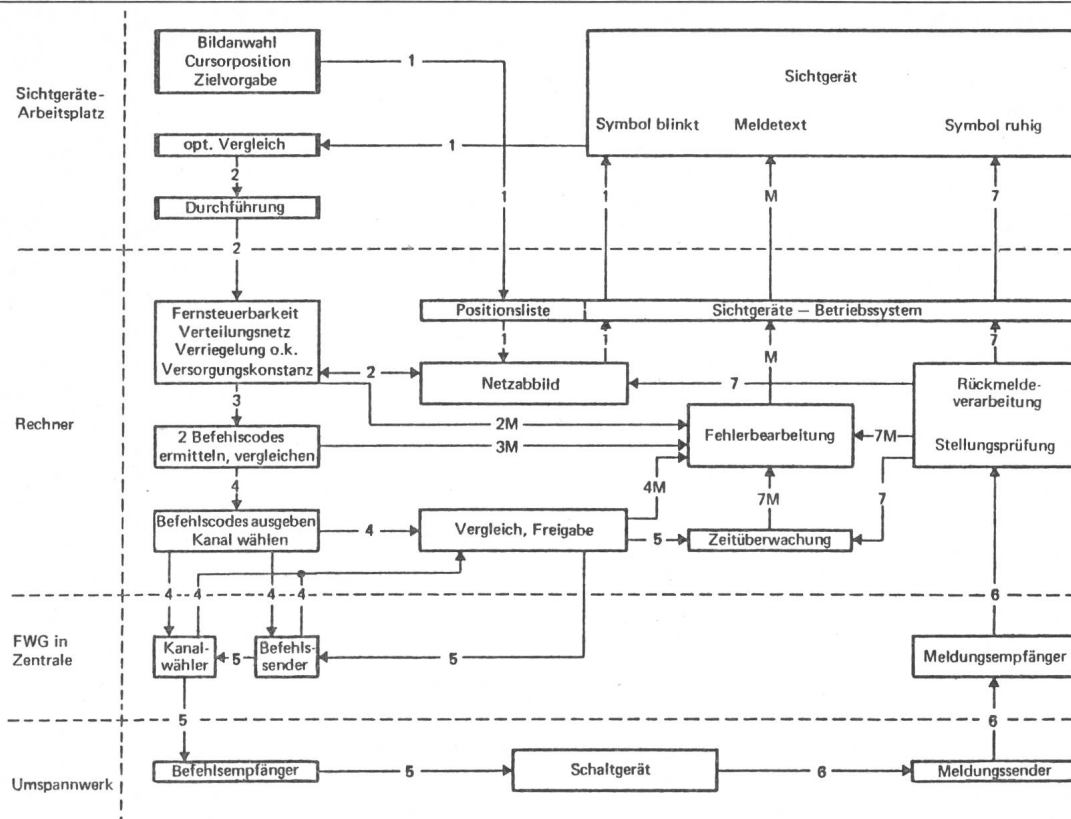 Bildanwahl
Cursorposition
Zielvorgabe
1
Sichtgerät
Sichtgeräte-
Arbeitsplatz
Symbol blinkt
Meldetext
Symbol ruhig
opt. Vergleich
1
2
Durchführung
1
1
M
7
2
Fernsteuerbarkeit
Verteilungsnetz
Verriegelung o.k.
Versorgungskonstanz
Positionsliste
Sichtgeräte – Betriebssystem
1
1
M
7
2
Netzabbild
7
Rückmelde-
verarbeitung
Stellungsprüfung
3
2M
Rechner
2 Befehlscodes
ermitteln, vergleichen
3M
Fehlerbearbeitung
7M
4
4M
7M
7
Befehlscodes ausgeben
Kanal wählen
4
Vergleich, Freigabe
5
Zeitüberwachung
4
4
4
4
6
FWG in
Zentrale
Kanal-
wähler
5
Befehls-
sender
5
Meldungsempfänger
5
6
Umspannwerk
Befehlsempfänger
5
Schaltgerät
6
Meldungssender